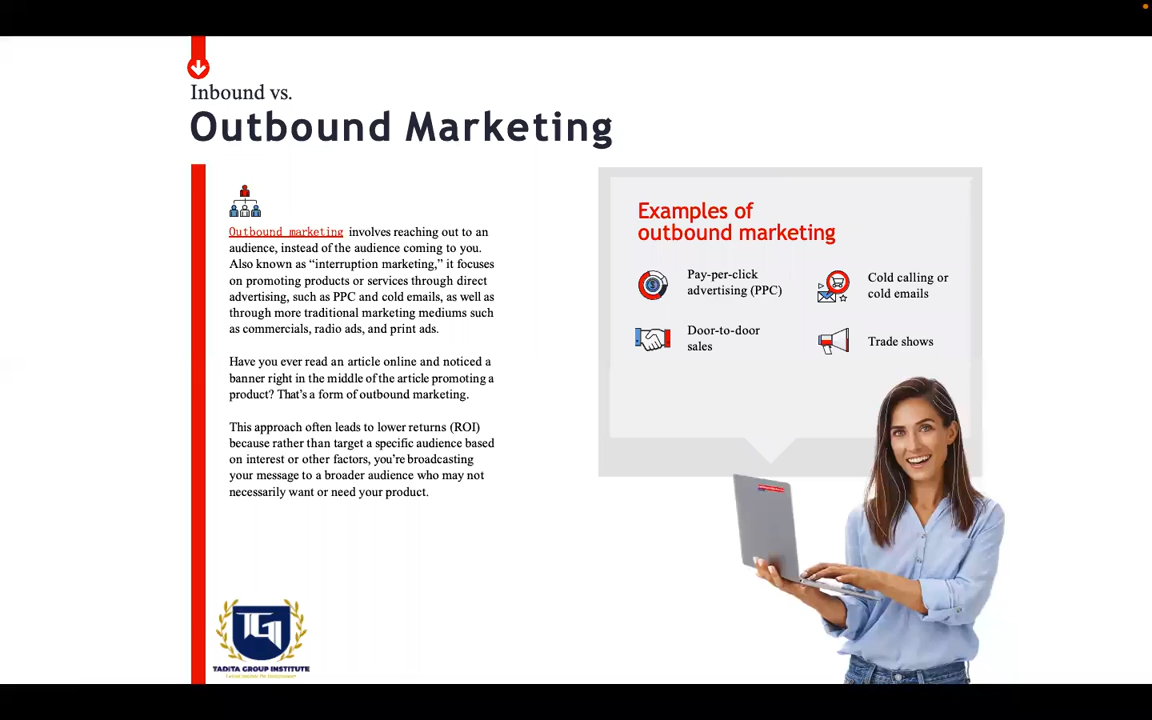 Inbound vs.
Outbound Marketing
Outbound marketing involves reaching out to an
audience, instead of the audience coming to you.
Also known as “interruption marketing,” it focuses
on promoting products or services through direct
advertising, such as PPC and cold emails, as well as
through more traditional marketing mediums such
as commercials, radio ads, and print ads.
Have you ever read an article online and noticed a
banner right in the middle of the article promoting a
product? That’s a form of outbound marketing.
This approach often leads to lower returns (ROI)
because rather than target a specific audience based
on interest or other factors, you’re broadcasting
your message to a broader audience who may not
necessarily want or need your product.
Examples of
outbound marketing
Pay-per-click
advertising (PPC)
Cold calling or
cold emails
Door-to-door
sales
Trade shows
TGI
TADITA GROUP INSTITUTE